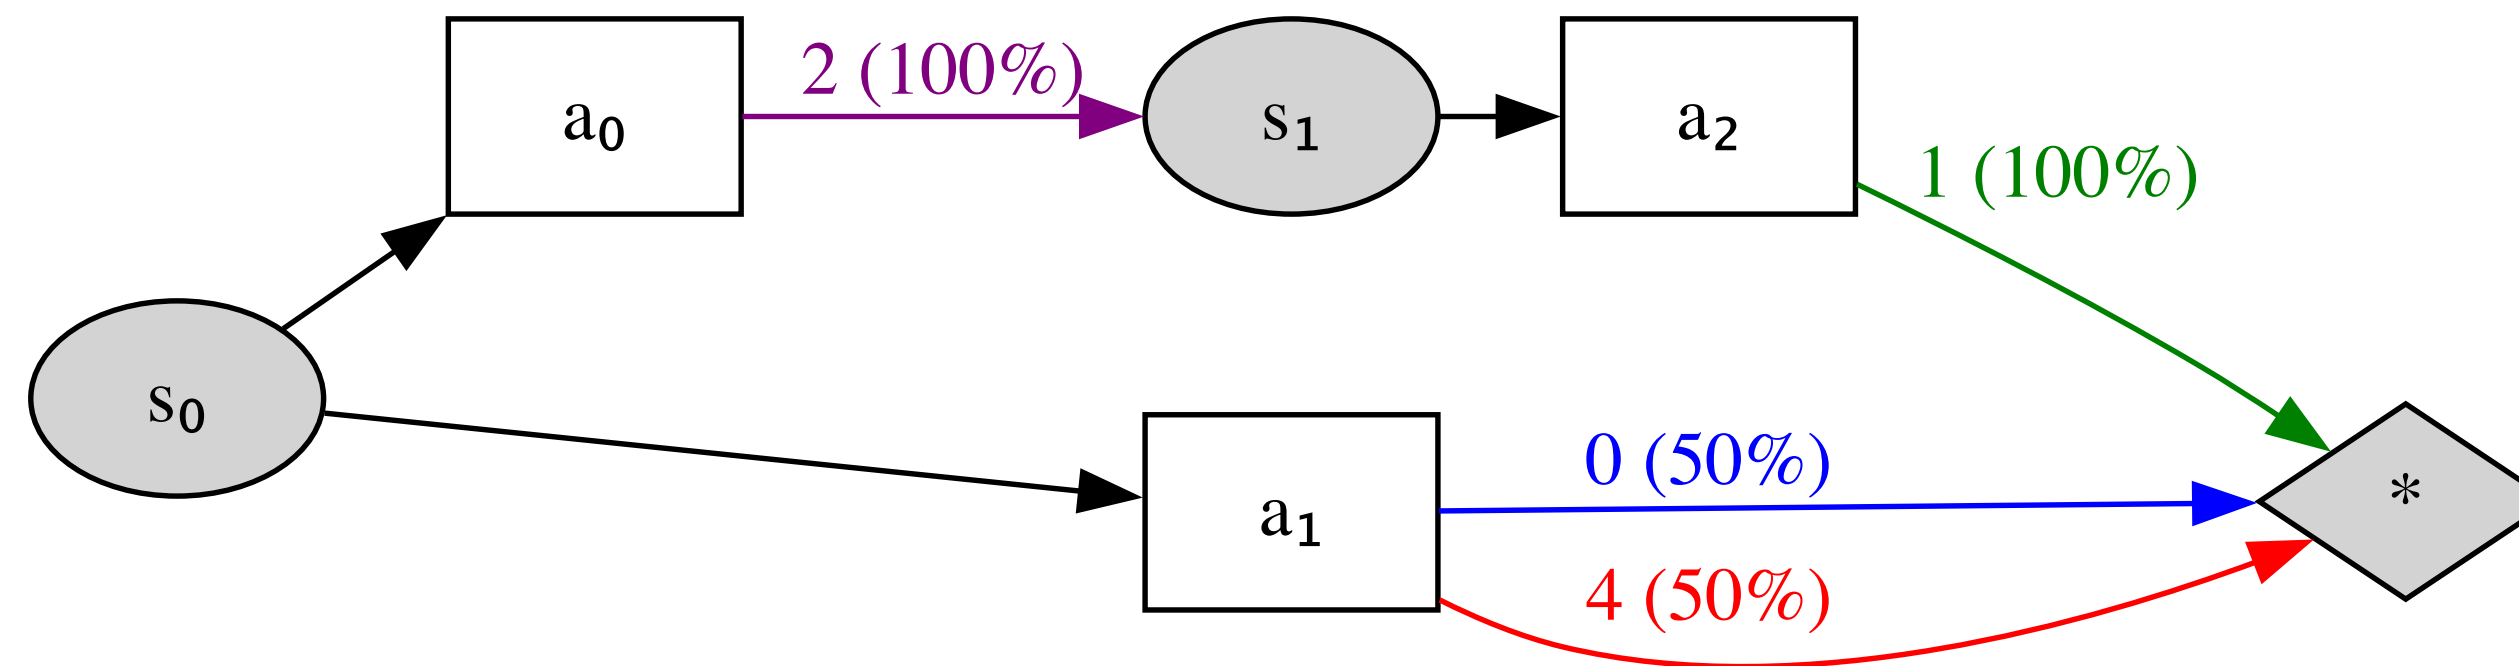 a₀
2 (100%)
s₁
a₂
1 (100%)
s₀
a₁
0 (50%)
4 (50%)
*